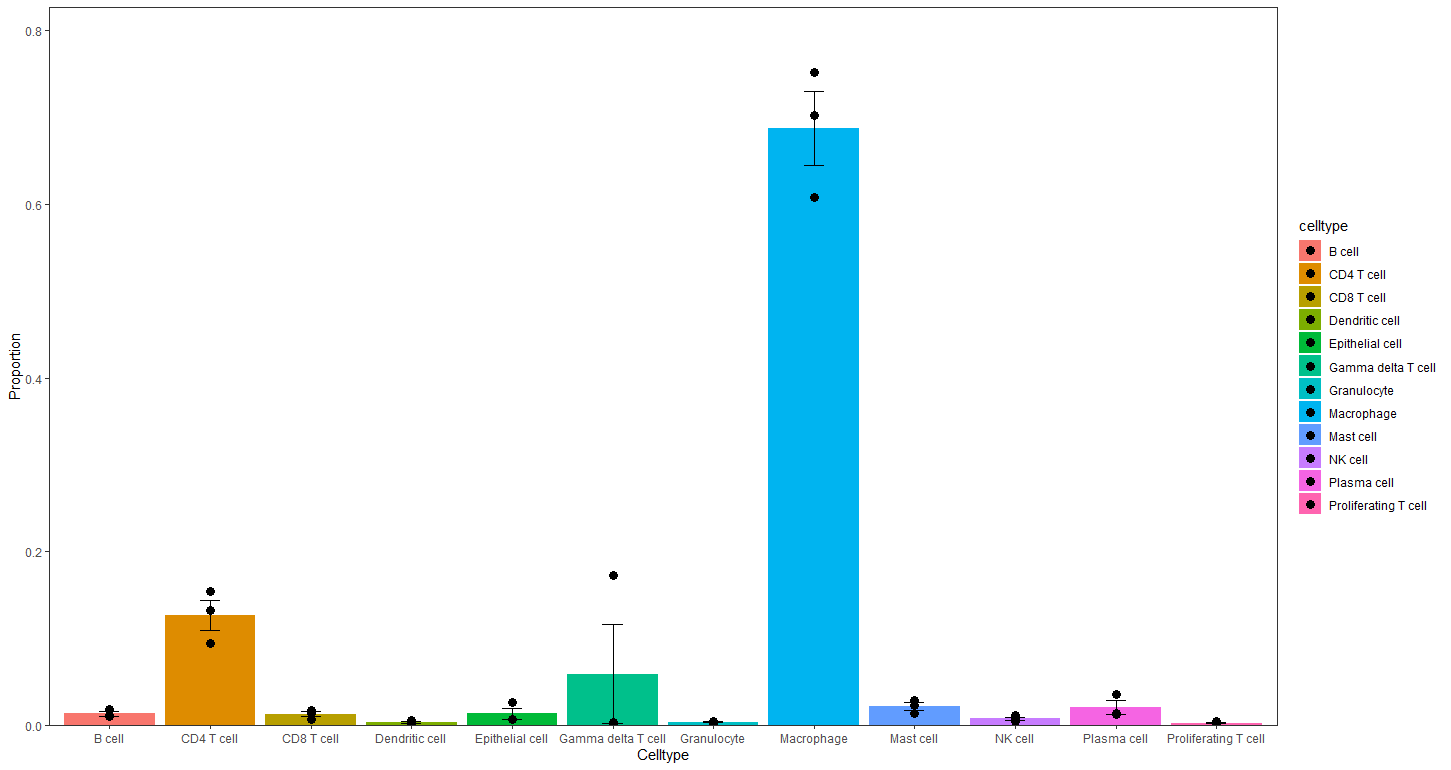 0.8
0.6
0.4
0.2
0.0
Proportion
B cell
CD4 T cell
CD8 T cell
Dendritic cell
Epithelial cell
Gamma delta T cell
Granulocyte
Macrophage
Mast cell
NK cell
Plasma cell
Proliferating T cell
Celltype
celltype
B cell
CD4 T cell
CD8 T cell
Dendritic cell
Epithelial cell
Gamma delta T cell
Granulocyte
Macrophage
Mast cell
NK cell
Plasma cell
Proliferating T cell